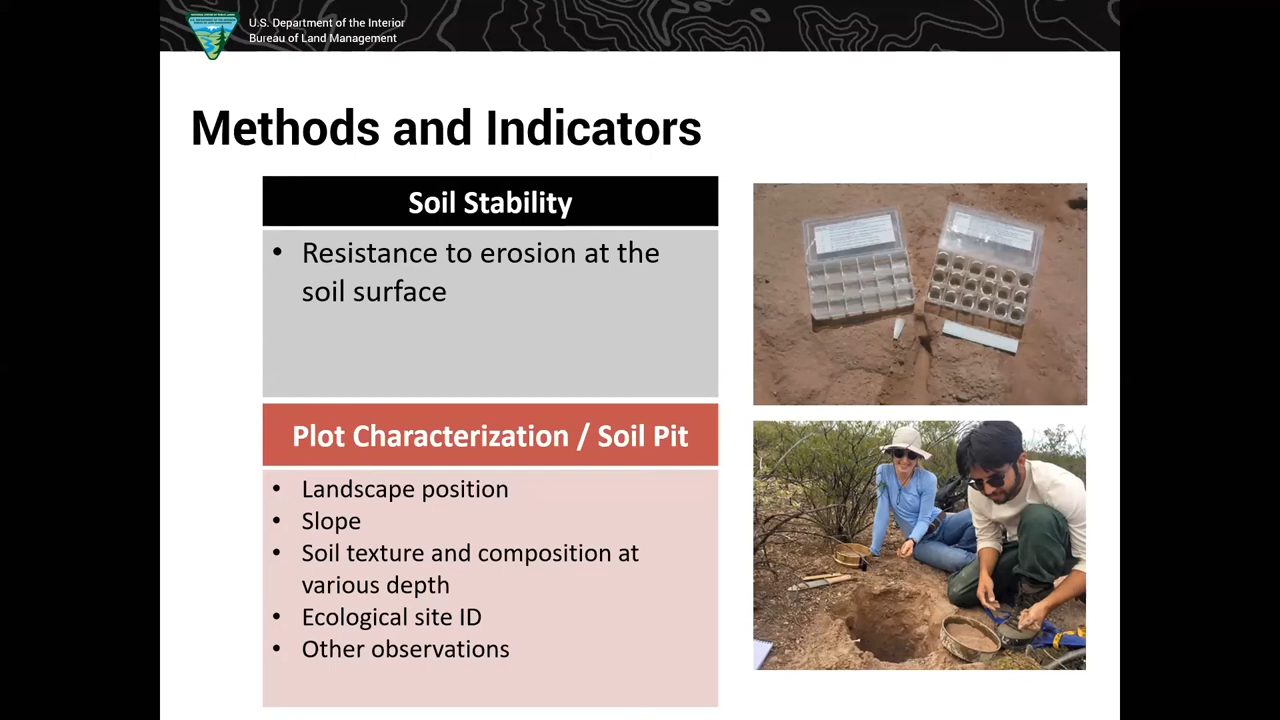 U.S. Department of the Interior
Bureau of Land Management
Methods and Indicators
Soil Stability
• Resistance to erosion at the
soil surface
Plot Characterization / Soil Pit
• Landscape position
• Slope
• Soil texture and composition at
various depth
• Ecological site ID
• Other observations